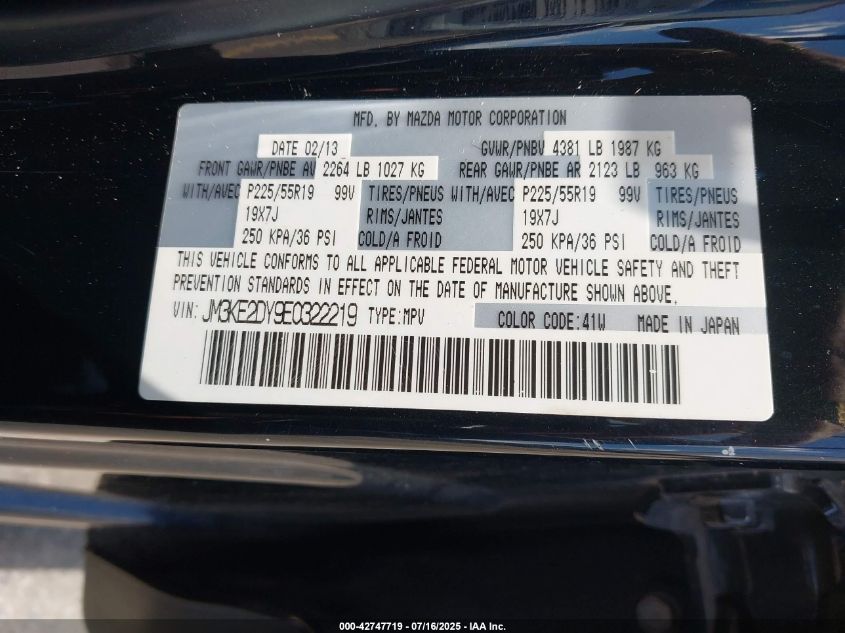 MFD. BY MAZDA MOTOR CORPORATION
DATE 02/13 GVWR/PNBV 4381 LB 1987 KG
FRONT GAWR/PNBE AV 2264 LB 1027 KG REAR GAWR/PNBE AR 2123 LB 963 KG
WITH/AVEC P225/55R19 99V TIRES/PNEUS WITH/AVEC P225/55R19 99V TIRES/PNEUS
19X7J RIMS/JANTES 19X7J RIMS/JANTES
250 KPA/36 PSI COLD/A FROID 250 KPA/36 PSI COLD/A FROID
THIS VEHICLE CONFORMS TO ALL APPLICABLE FEDERAL MOTOR VEHICLE SAFETY AND THEFT
PREVENTION STANDARDS IN EFFECT ON THE DATE OF MANUFACTURE SHOWN ABOVE.
VIN: JM3KE2DY9E0322219 TYPE:MPV COLOR CODE:41W MADE IN JAPAN
000-42747719 - 07/16/2025 - IAA Inc.